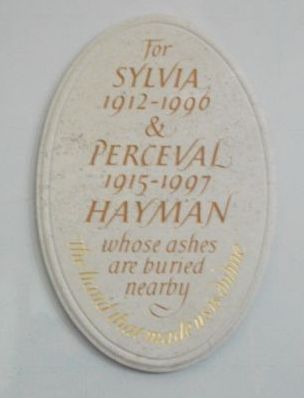 For
SYLVIA
1912-1996
&
PERCEVAL
1915-1997
HAYMAN
whose ashes
are buried
nearby
The hand that made us is divine